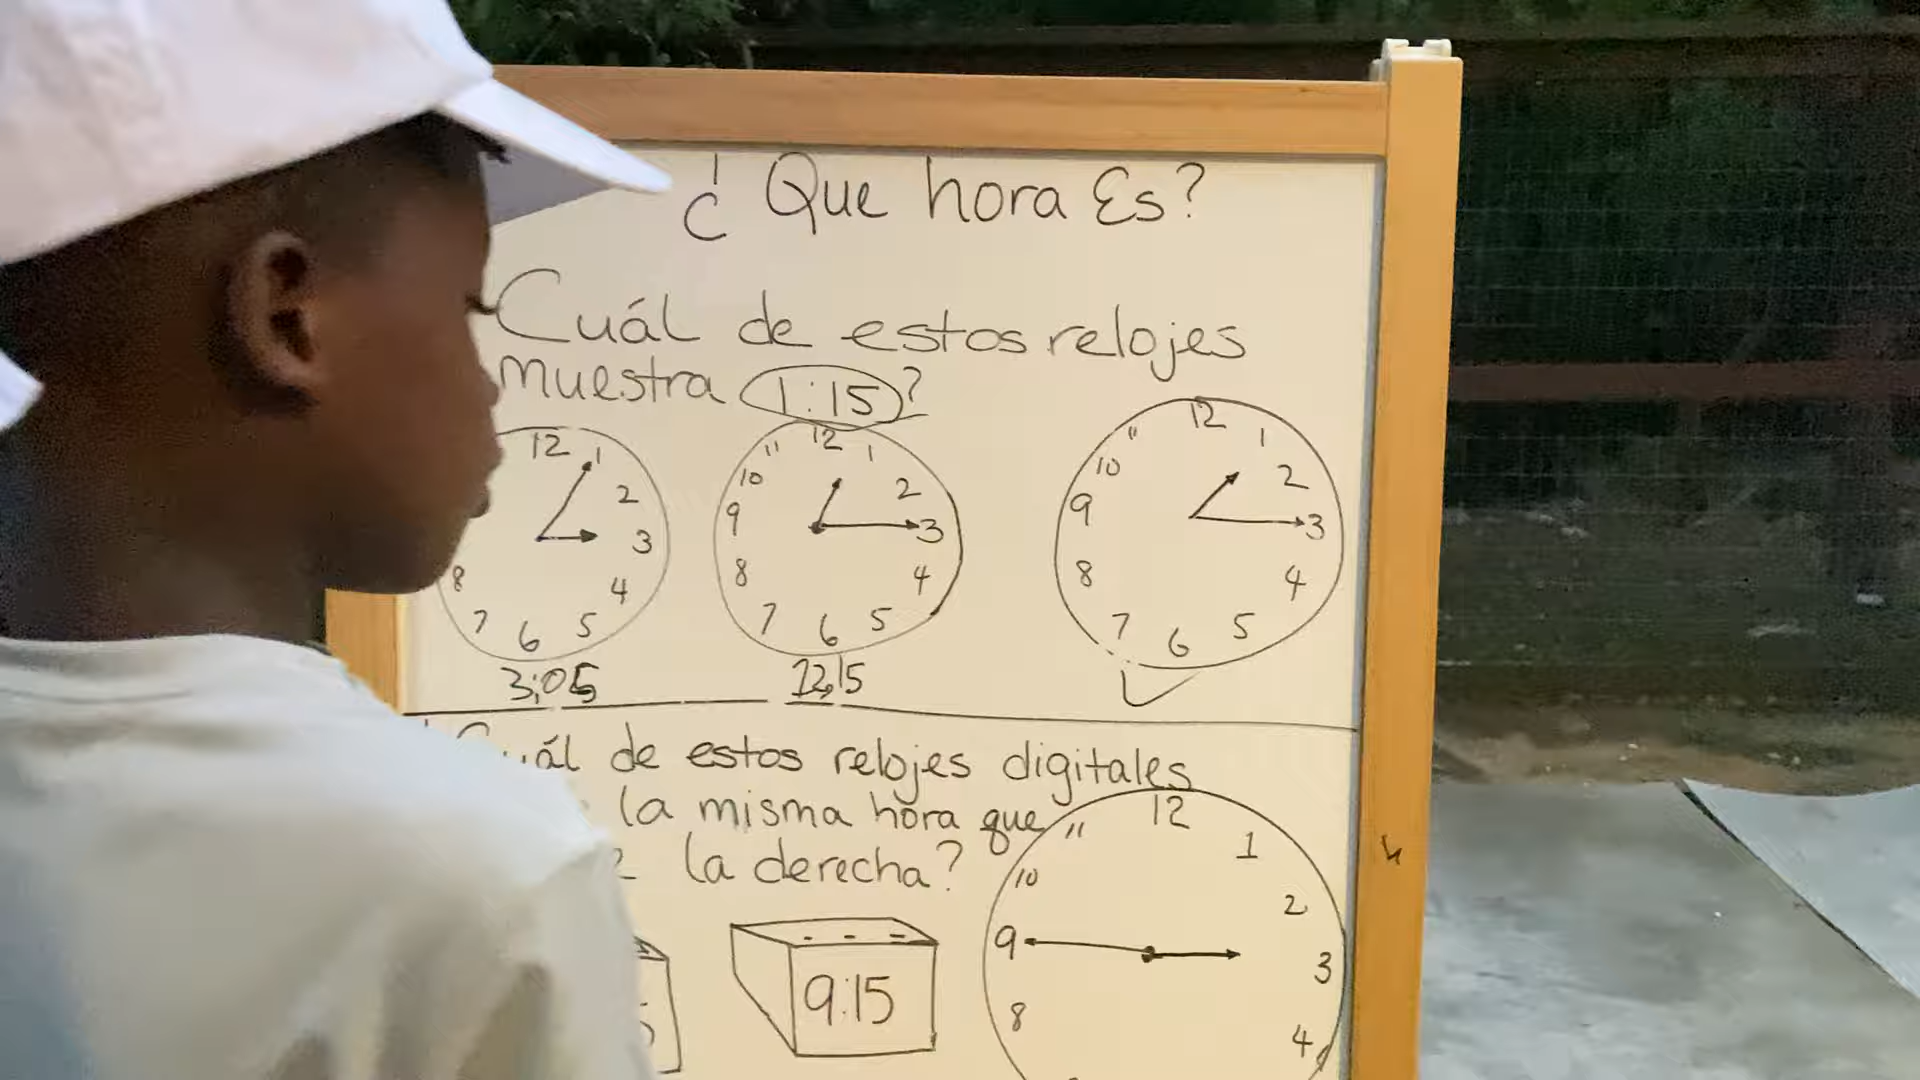 ¿Que hora Es?
Cuál de estos relojes
muestra 1:15?
12 1 2 3 4 5 6 7 8
12 1 2 3 4 5 6 7 8 9 10 11
12 1 2 3 4 5 6 7 8 9 10 11
3:05
12,15
de estos relojes digitales
la misma hora que
la derecha?
9:15
12 1 2 3 4 8 9 10 11